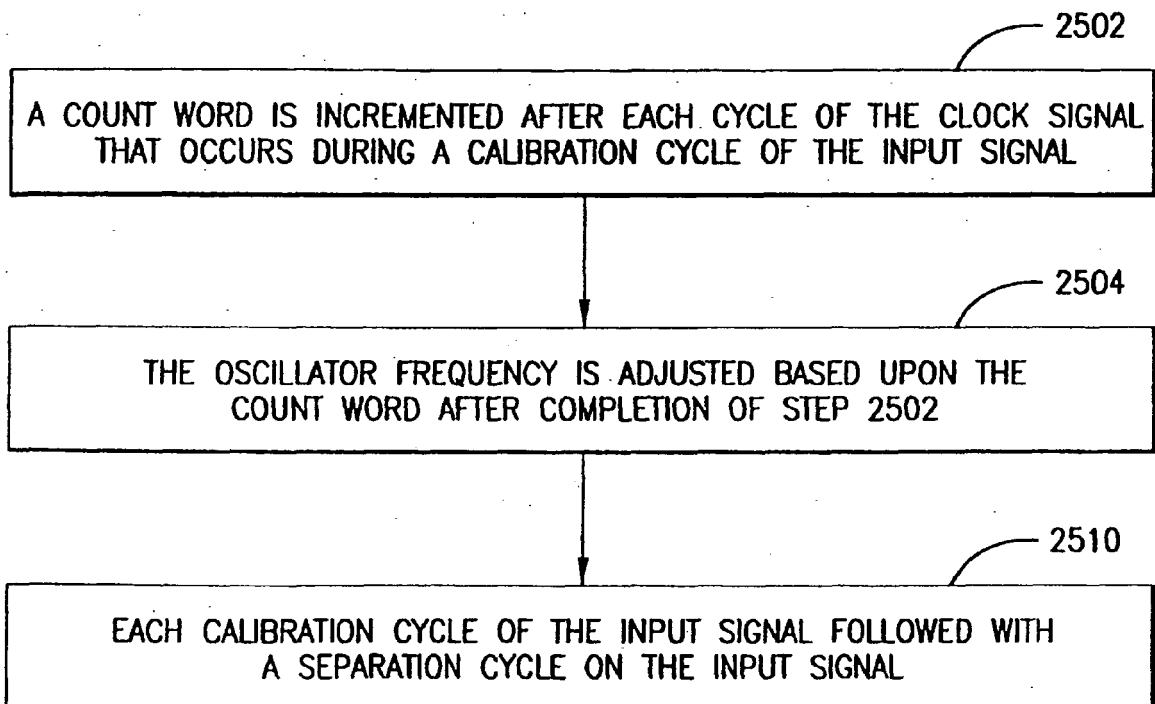 2502
A COUNT WORD IS INCREMENTED AFTER EACH CYCLE OF THE CLOCK SIGNAL
THAT OCCURS DURING A CALIBRATION CYCLE OF THE INPUT SIGNAL
2504
THE OSCILLATOR FREQUENCY IS ADJUSTED BASED UPON THE
COUNT WORD AFTER COMPLETION OF STEP 2502
2510
EACH CALIBRATION CYCLE OF THE INPUT SIGNAL FOLLOWED WITH
A SEPARATION CYCLE ON THE INPUT SIGNAL